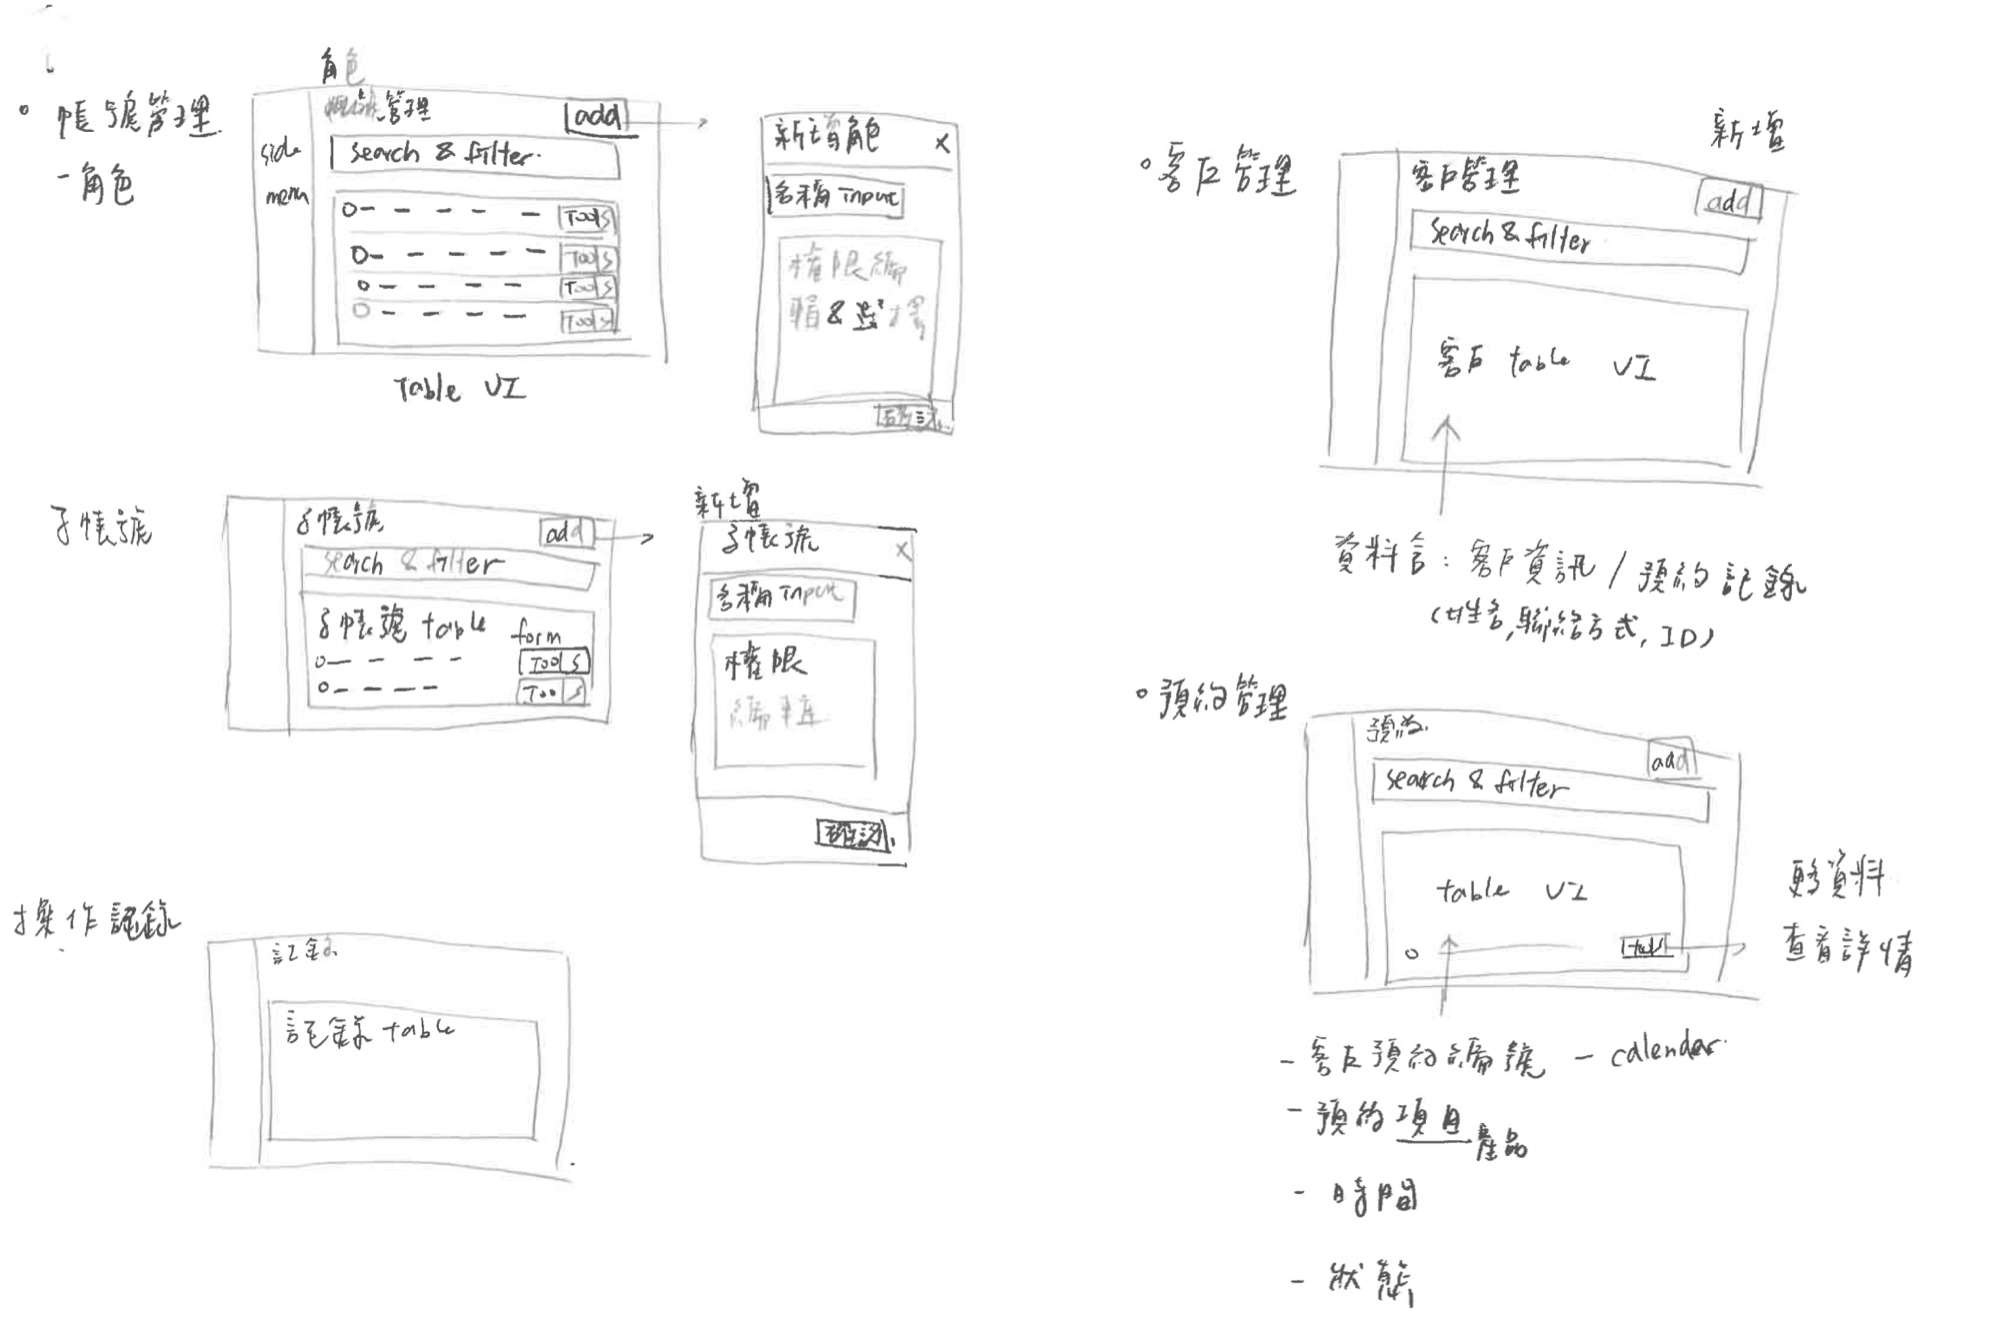 帳號管理
- 角色
角色
管理
add
side
menu
search & filter.
Tools
Tools
Tools
Tools
Table UI
新增角色 X
名稱 input
權限編
輯 & 選擇
確認
子帳號
子帳號
add
search & filter
子帳號 table form
Tools
Tools
新增
子帳號 X
名稱 input
權限
編輯
確認
操作記錄
記錄
記錄 table
客戶管理
新增
客戶管理
add
search & filter
客戶 table UI
資料含: 客戶資訊 / 預約記錄
(姓名, 聯絡方式, ID)
預約管理
預約
add
search & filter
table UI
更多資料
查看詳情
- 客戶預約編號 - calendar.
- 預約項目 產品
- 時間
- 狀態